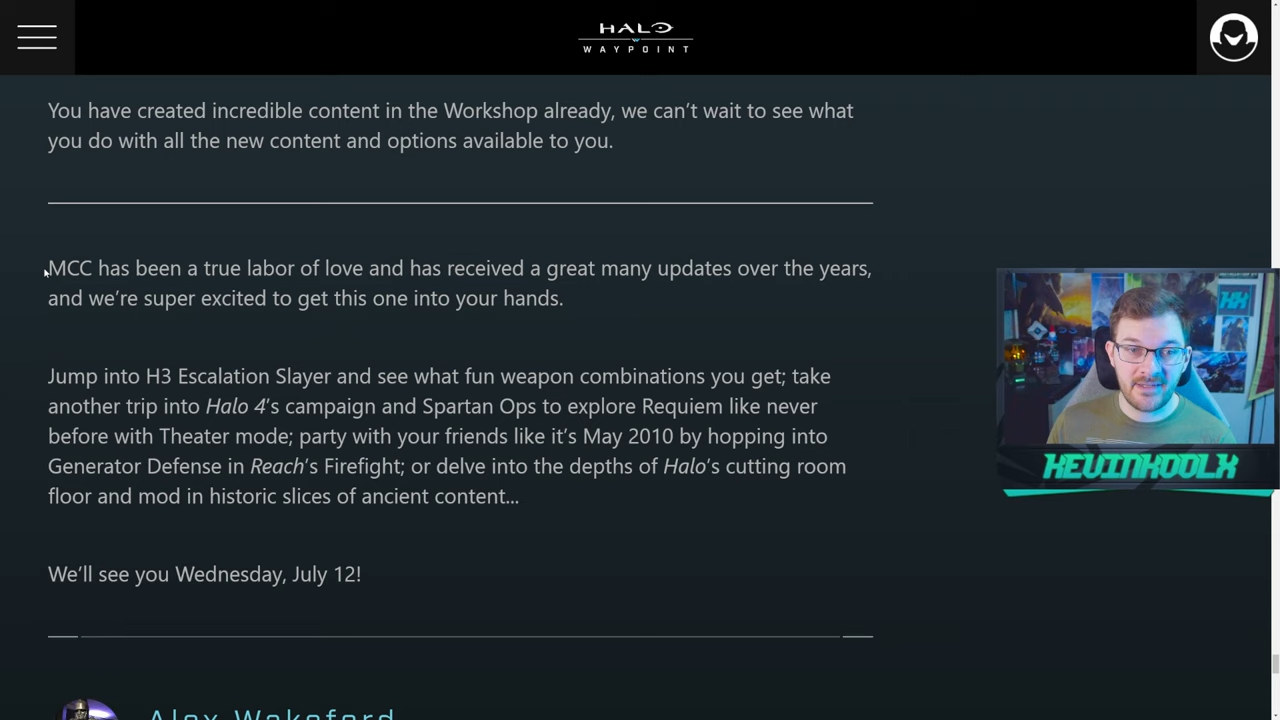 HALO
WAYPOINT
You have created incredible content in the Workshop already, we can’t wait to see what
you do with all the new content and options available to you.
MCC has been a true labor of love and has received a great many updates over the years,
and we’re super excited to get this one into your hands.
Jump into H3 Escalation Slayer and see what fun weapon combinations you get; take
another trip into Halo 4’s campaign and Spartan Ops to explore Requiem like never
before with Theater mode; party with your friends like it’s May 2010 by hopping into
Generator Defense in Reach’s Firefight; or delve into the depths of Halo’s cutting room
floor and mod in historic slices of ancient content...
We’ll see you Wednesday, July 12!
KEVINKOOLX
Alex Wakeford